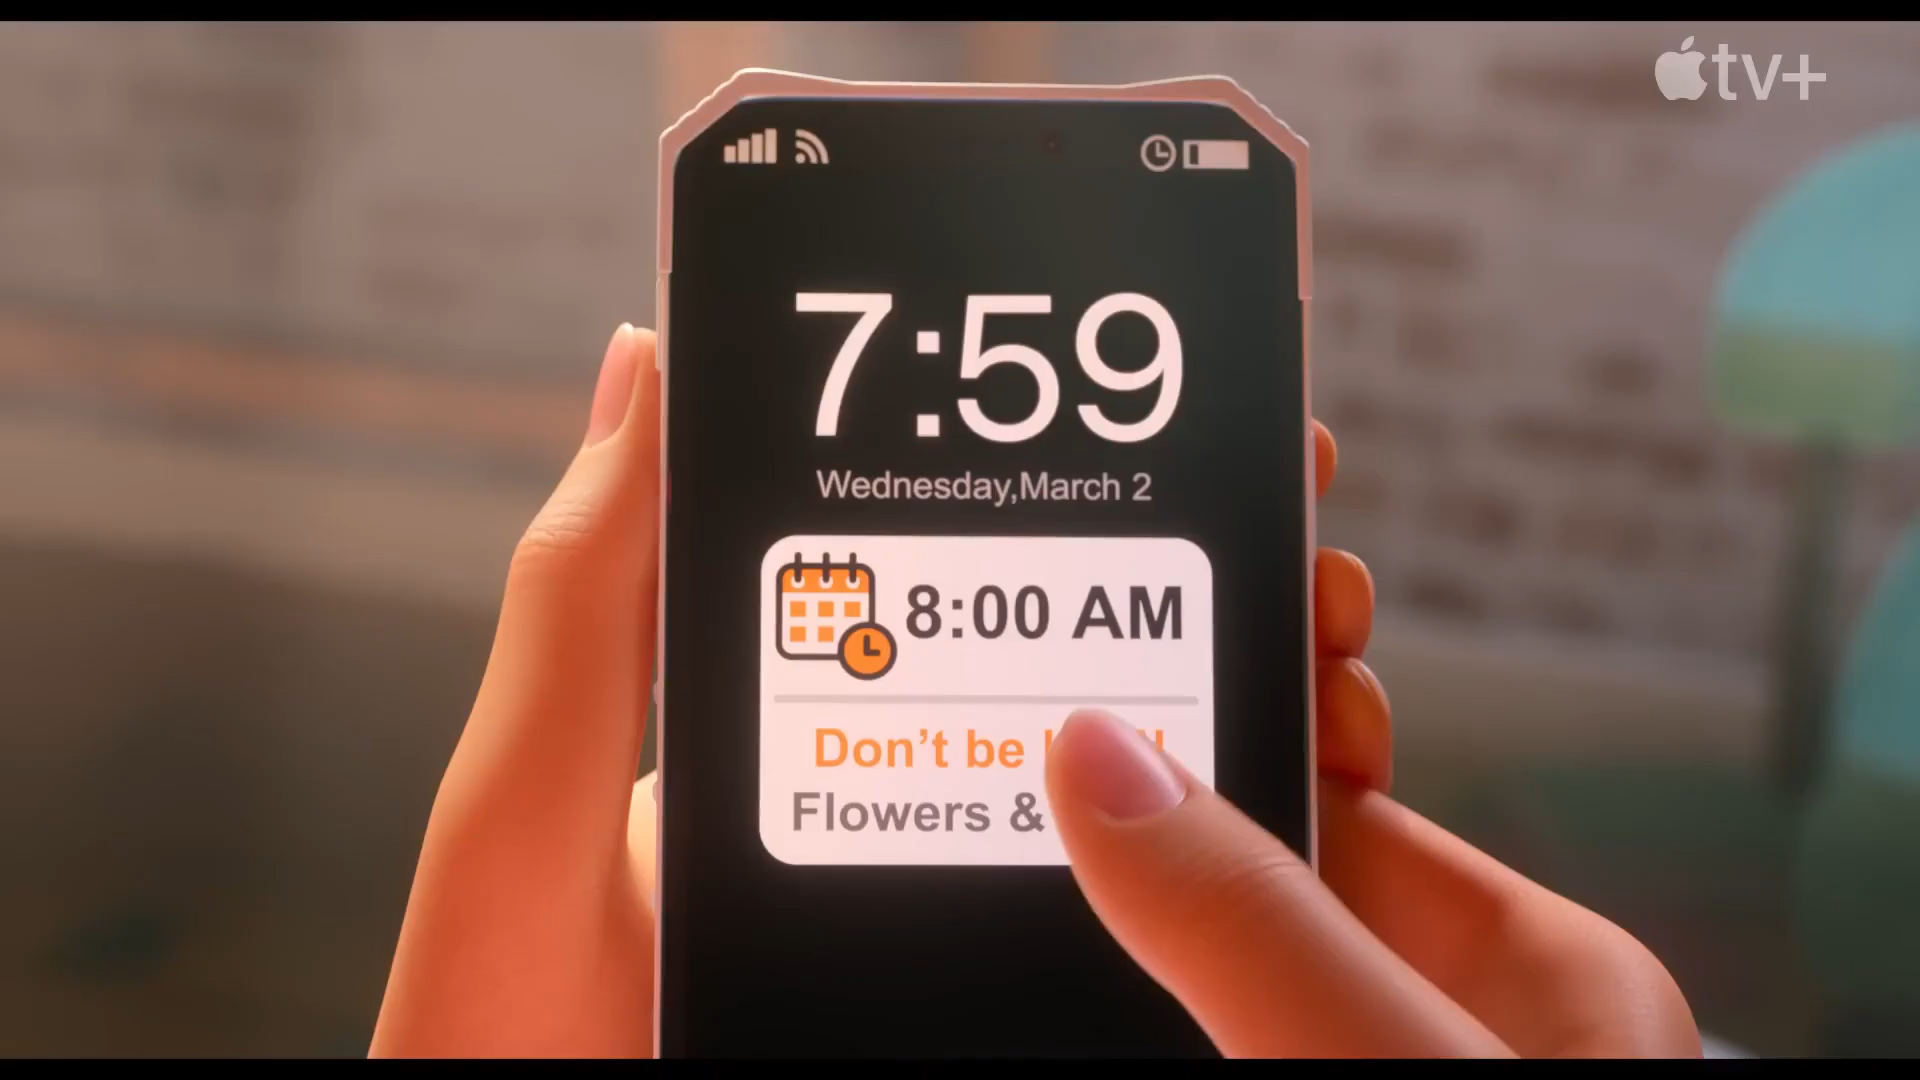 tv+
7:59
Wednesday,March 2
8:00 AM
Don't be
Flowers &